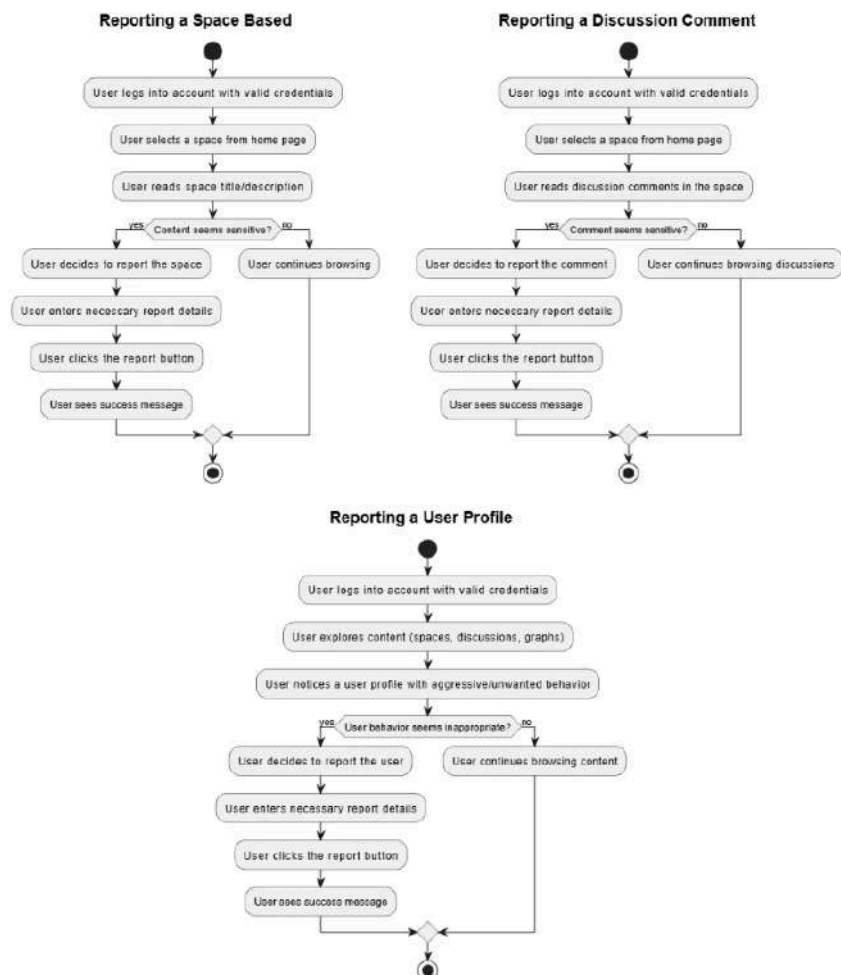 Reporting a Space Based
User logs into account with valid credentials
User selects a space from home page
User reads space title/description
yes
Content seems sensitive?
no
User decides to report the space
User continues browsing
User enters necessary report details
User clicks the report button
User sees success message
Reporting a Discussion Comment
User logs into account with valid credentials
User selects a space from home page
User reads discussion comments in the space
yes
Comment seems sensitive?
no
User decides to report the comment
User continues browsing discussions
User enters necessary report details
User clicks the report button
User sees success message
Reporting a User Profile
User logs into account with valid credentials
User explores content (spaces, discussions, graphs)
User notices a user profile with aggressive/unwanted behavior
yes
User behavior seems inappropriate?
no
User decides to report the user
User continues browsing content
User enters necessary report details
User clicks the report button
User sees success message